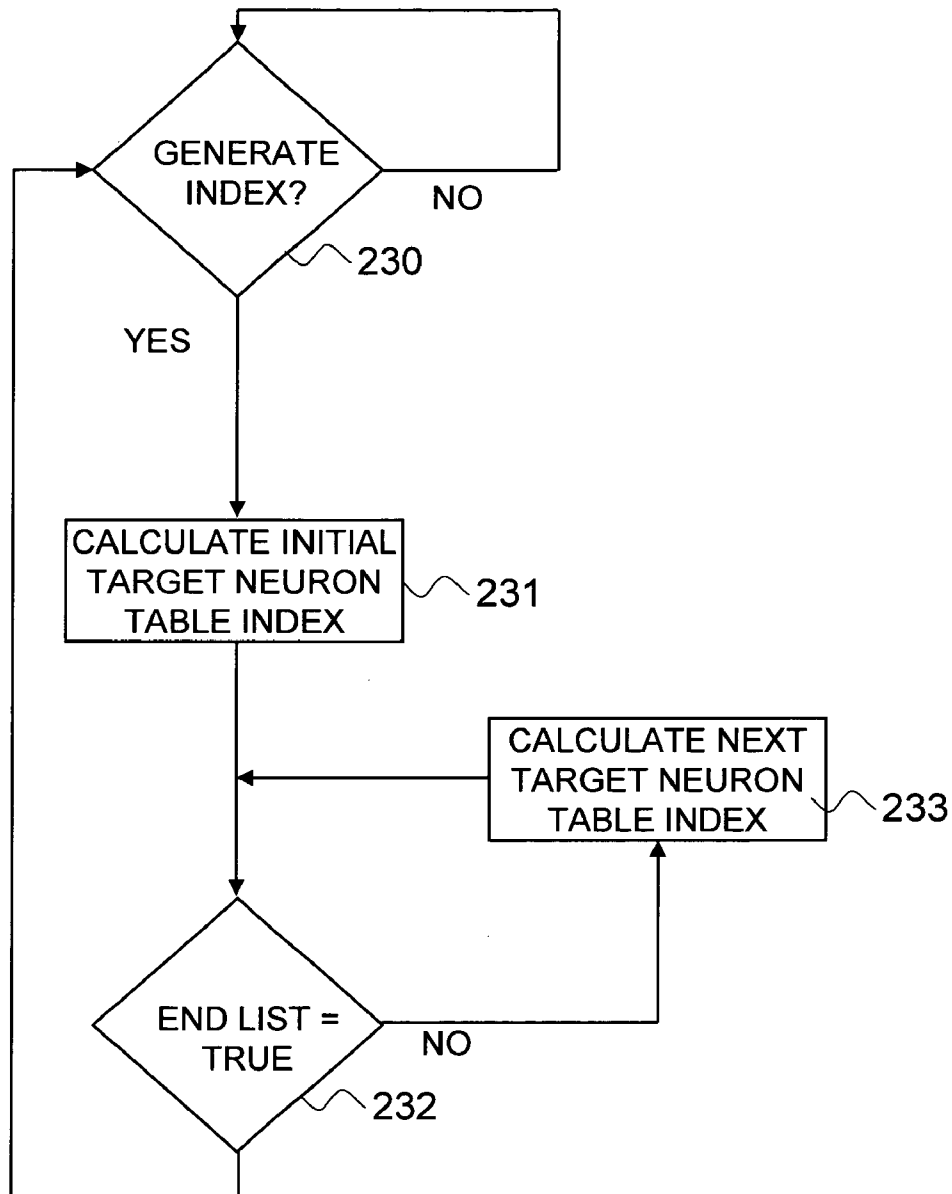 GENERATE
INDEX?
NO
230
YES
CALCULATE INITIAL
TARGET NEURON
TABLE INDEX
231
CALCULATE NEXT
TARGET NEURON
TABLE INDEX
233
END LIST =
TRUE
NO
232